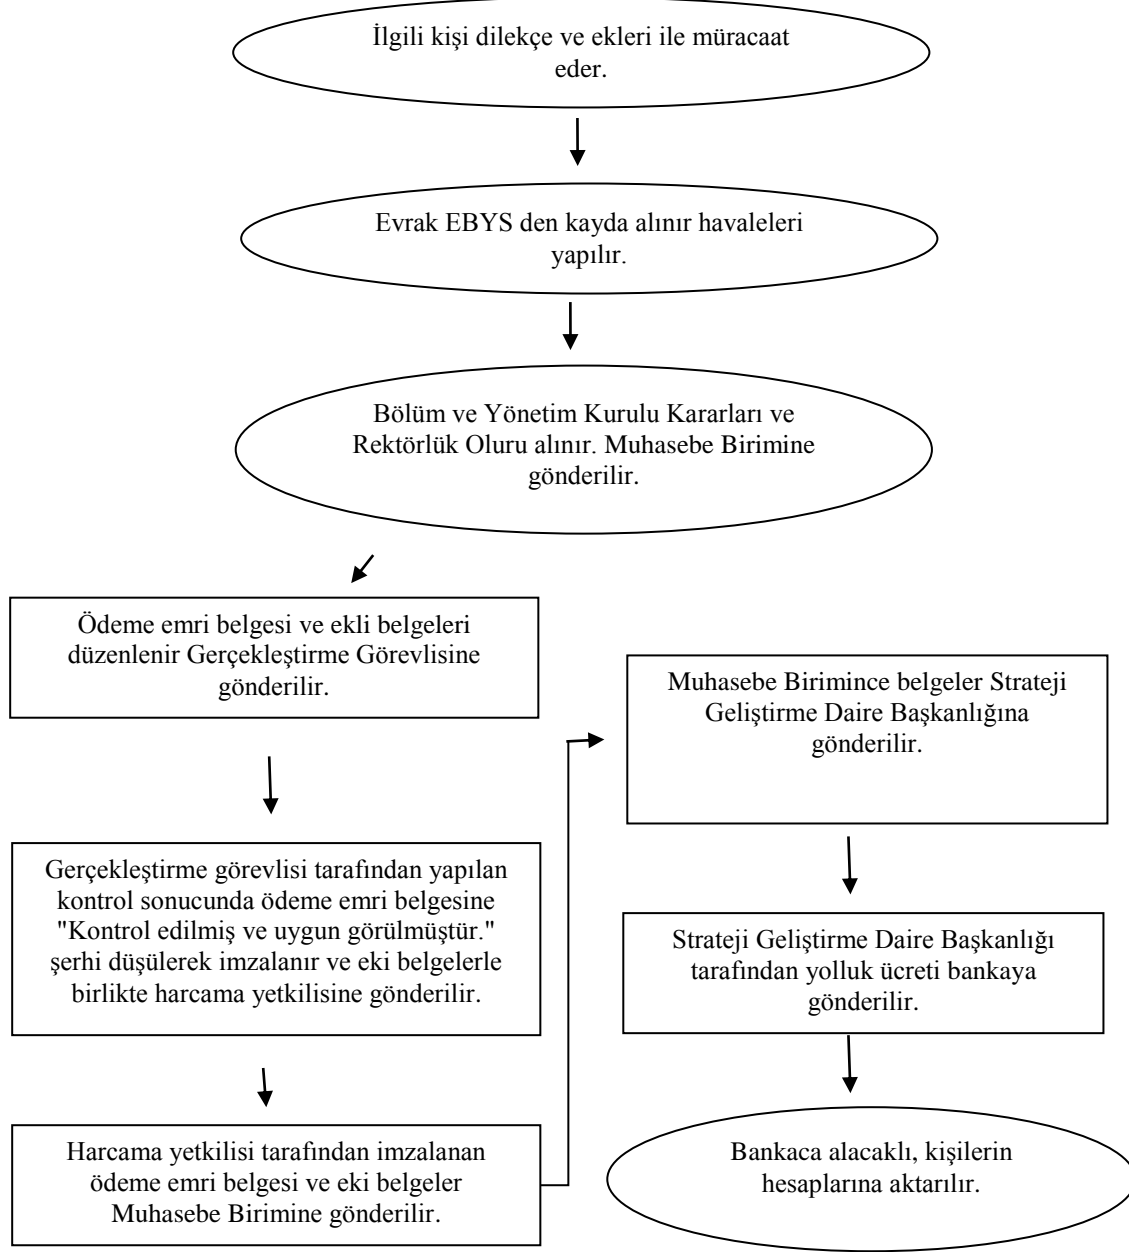 İlgili kişi dilekçe ve ekleri ile müracaat
eder.
Evrak EBYS den kayda alınır havaleleri
yapılır.
Bölüm ve Yönetim Kurulu Kararları ve
Rektörlük Oluru alınır. Muhasebe Birimine
gönderilir.
Ödeme emri belgesi ve ekli belgeleri
düzenlenir Gerçekleştirme Görevlisine
gönderilir.
Gerçekleştirme görevlisi tarafından yapılan
kontrol sonucunda ödeme emri belgesine
"Kontrol edilmiş ve uygun görülmüştür."
şerhi düşülerek imzalanır ve eki belgelerle
birlikte harcama yetkilisine gönderilir.
Harcama yetkilisi tarafından imzalanan
ödeme emri belgesi ve eki belgeler
Muhasebe Birimine gönderilir.
Muhasebe Birimince belgeler Strateji
Geliştirme Daire Başkanlığına
gönderilir.
Strateji Geliştirme Daire Başkanlığı
tarafından yolluk ücreti bankaya
gönderilir.
Bankaca alacaklı, kişilerin
hesaplarına aktarılır.